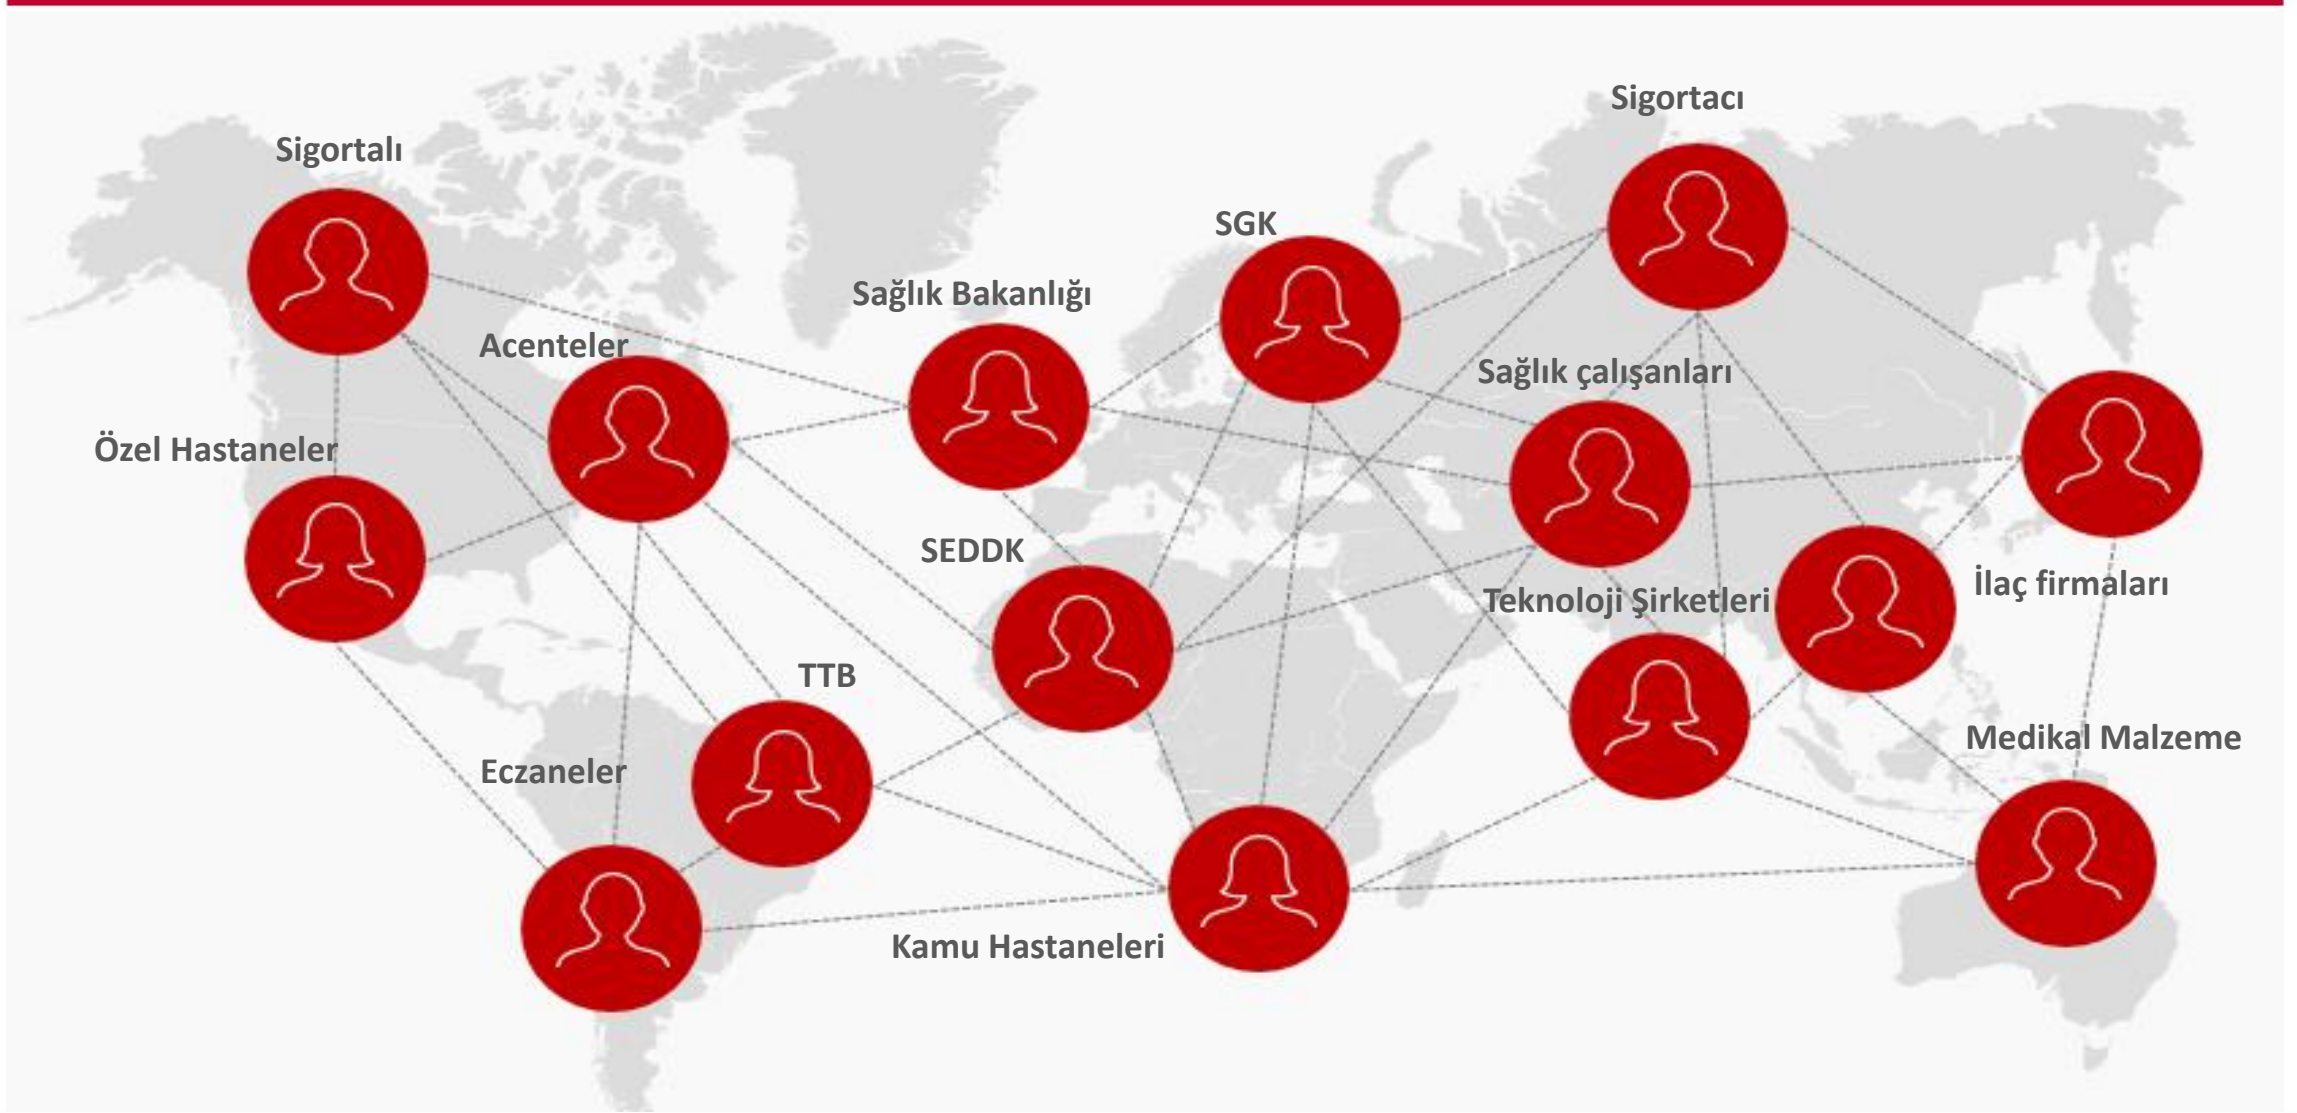 Sigortacı
Sigortalı
SGK
Sağlık Bakanlığı
Acenteler
Sağlık çalışanları
Özel Hastaneler
SEDDK
İlaç firmaları
Teknoloji Şirketleri
TTB
Medikal Malzeme
Eczaneler
Kamu Hastaneleri